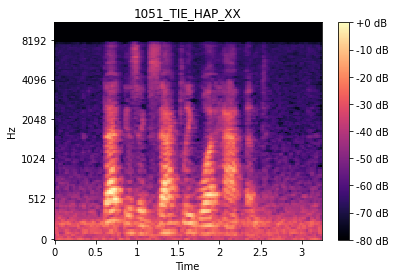 1051_TIE_HAP_XX
+0 dB
8192
-10 dB
4096
-20 dB
-30 dB
2048
Hz
-40 dB
1024
-50 dB
512
-60 dB
-70 dB
0
-80 dB
0 0.5 1 1.5 2 2.5 3
Time